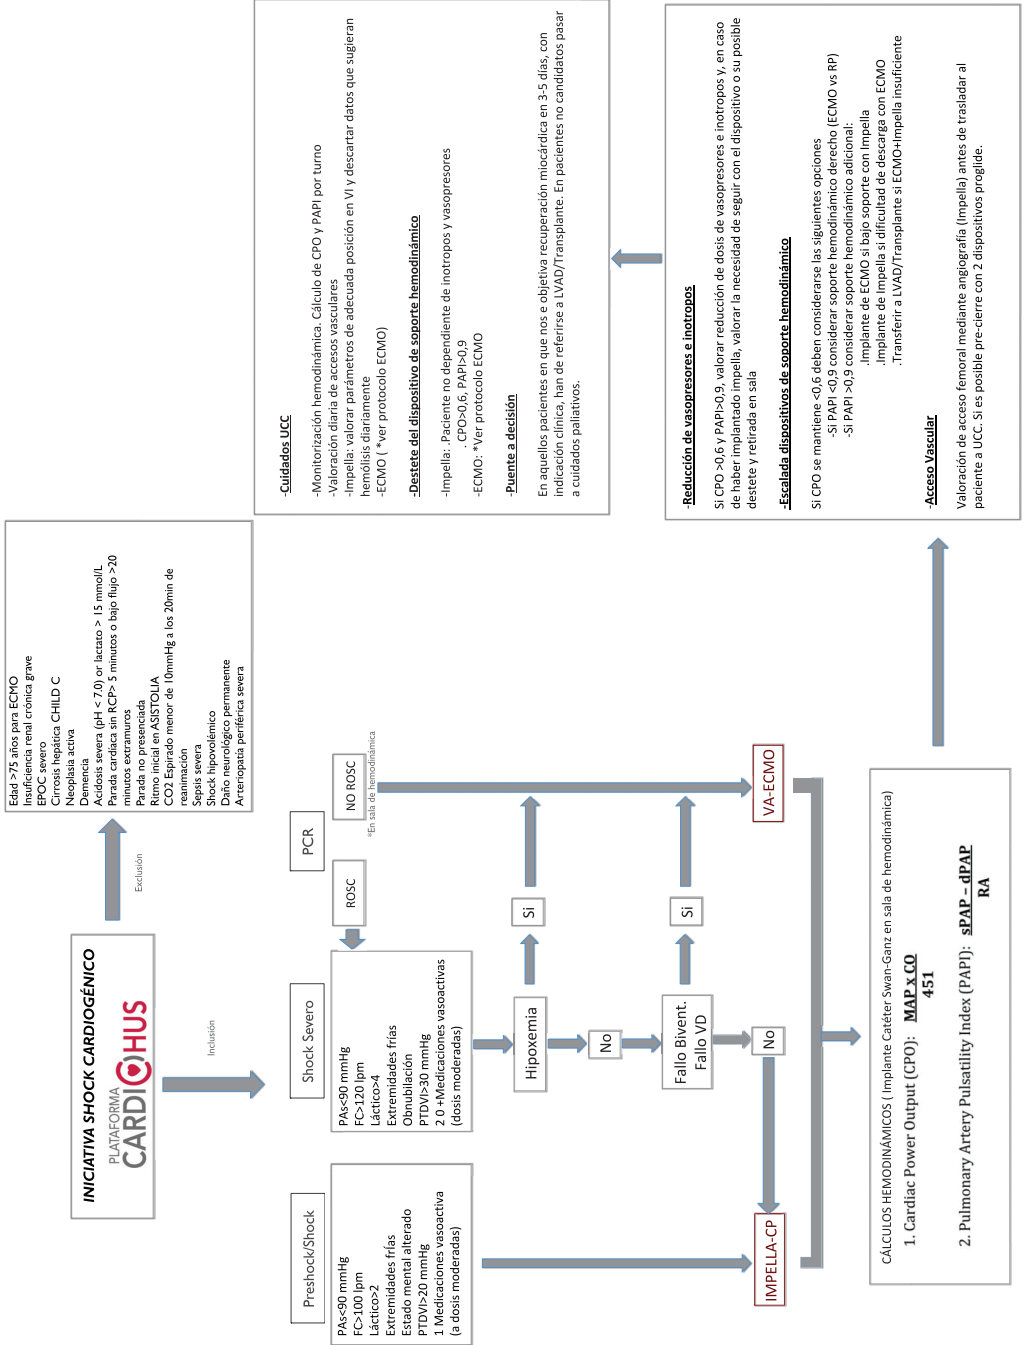 INICIATIVA SHOCK CARDIOGÉNICO
PLATAFORMA
CARDIOHUS
Exclusión
Edad >75 años para ECMO
Insuficiencia renal crónica grave
EPOC severo
Cirrosis hepática CHILD C
Neoplasia activa
Demencia
Acidosis severa (pH < 7.0) or lactato > 15 mmol/L
Parada cardíaca sin RCP> 5 minutos o bajo flujo >20
minutos extramuros
Parada no presenciada
Ritmo inicial en ASISTOLIA
CO2 Espirado menor de 10mmHg a los 20min de
reanimación
Sepsis severa
Shock hipovolémico
Daño neurológico permanente
Arteriopatía periférica severa
Inclusión
Preshock/Shock
PAs<90 mmHg
FC>100 lpm
Láctico>2
Extremidades frías
Estado mental alterado
PTDVI>20 mmHg
1 Medicaciones vasoactiva
(a dosis moderadas)
Shock Severo
PAs<90 mmHg
FC>120 lpm
Láctico>4
Extremidades frías
Obnubilación
PTDVI>30 mmHg
2 0 +Medicaciones vasoactivas
(dosis moderadas)
PCR
ROSC
NO ROSC
*En sala de hemodinámica
Hipoxemia
Si
No
Fallo Bivent.
Fallo VD
Si
No
IMPELLA-CP
VA-ECMO
CÁLCULOS HEMODINÁMICOS ( Implante Catéter Swan-Ganz en sala de hemodinámica)
1. Cardiac Power Output (CPO): MAP x CO
451
2. Pulmonary Artery Pulsatility Index (PAPI): sPAP – dPAP
RA
-Reducción de vasopresores e inotropos
Si CPO >0,6 y PAPI>0,9, valorar reducción de dosis de vasopresores e inotropos y, en caso
de haber implantado impella, valorar la necesidad de seguir con el dispositivo o su posible
destete y retirada en sala
-Escalada dispositivos de soporte hemodinámico
Si CPO se mantiene <0,6 deben considerarse las siguientes opciones
-Si PAPI <0,9 considerar soporte hemodinámico derecho (ECMO vs RP)
-Si PAPI >0,9 considerar soporte hemodinámico adicional:
.Implante de ECMO si bajo soporte con Impella
.Implante de Impella si dificultad de descarga con ECMO
.Transferir a LVAD/Transplante si ECMO+Impella insuficiente
-Acceso Vascular
Valoración de acceso femoral mediante angiografía (Impella) antes de trasladar al
paciente a UCC. Si es posible pre-cierre con 2 dispositivos proglide.
-Cuidados UCC
-Monitorización hemodinámica. Cálculo de CPO y PAPI por turno
-Valoración diaria de accesos vasculares
-Impella: valorar parámetros de adecuada posición en VI y descartar datos que sugieran
hemólisis diariamente
-ECMO ( *ver protocolo ECMO)
-Destete del dispositivo de soporte hemodinámico
-Impella: .Paciente no dependiente de inotropos y vasopresores
. CPO>0,6, PAPI>0,9
-ECMO: *Ver protocolo ECMO
-Puente a decisión
En aquellos pacientes en que nos e objetiva recuperación miocárdica en 3-5 días, con
indicación clínica, han de referirse a LVAD/Transplante. En pacientes no candidatos pasar
a cuidados paliativos.